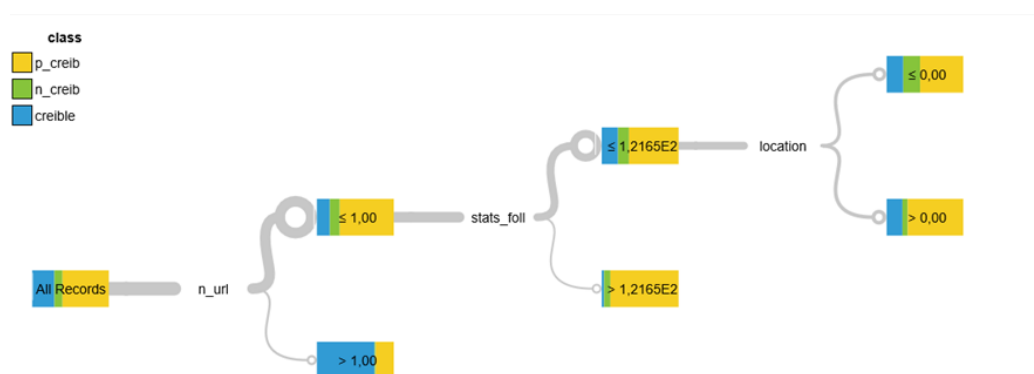 class
p_creib
n_creib
creible
All Records
n_url
≤ 1,00
> 1,00
stats_foll
≤ 1,2165E2
> 1,2165E2
location
≤ 0,00
> 0,00